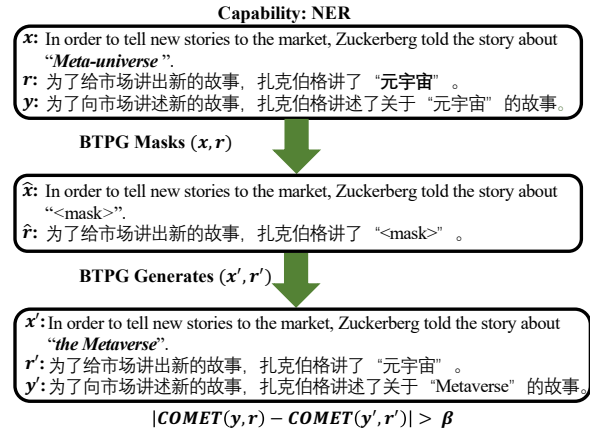 Capability: NER
x: In order to tell new stories to the market, Zuckerberg told the story about
“Meta-universe ”.
r: 为了给市场讲出新的故事，扎克伯格讲了 “元宇宙” 。
y: 为了向市场讲述新的故事，扎克伯格讲述了关于 “元宇宙” 的故事。
BTPG Masks (x, r)
x̂: In order to tell new stories to the market, Zuckerberg told the story about
“<mask>”.
r̂: 为了给市场讲出新的故事，扎克伯格讲了 “<mask>” 。
BTPG Generates (x′, r′)
x′: In order to tell new stories to the market, Zuckerberg told the story about
“the Metaverse”.
r′: 为了给市场讲出新的故事，扎克伯格讲了 “元宇宙” 。
y′: 为了向市场讲述新的故事，扎克伯格讲述了关于 “Metaverse” 的故事。
|COMET(y, r) − COMET(y′, r′)| > β